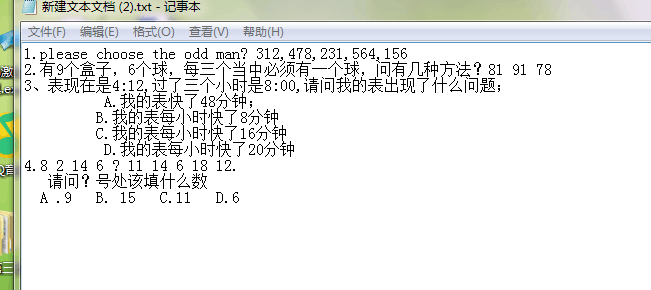 新建文本文档 (2).txt - 记事本
文件(F) 编辑(E) 格式(O) 查看(V) 帮助(H)
1.please choose the odd man? 312,478,231,564,156
2.有9个盒子，6个球，每三个当中必须有一个球，问有几种方法？81 91 78
3、表现在是4:12,过了三个小时是8:00,请问我的表出现了什么问题；
A.我的表快了48分钟；
B.我的表每小时快了8分钟
C.我的表每小时快了16分钟
D.我的表每小时快了20分钟
4.8 2 14 6 ? 11 14 6 18 12.
请问？号处该填什么数
A .9 B. 15 C.11 D.6